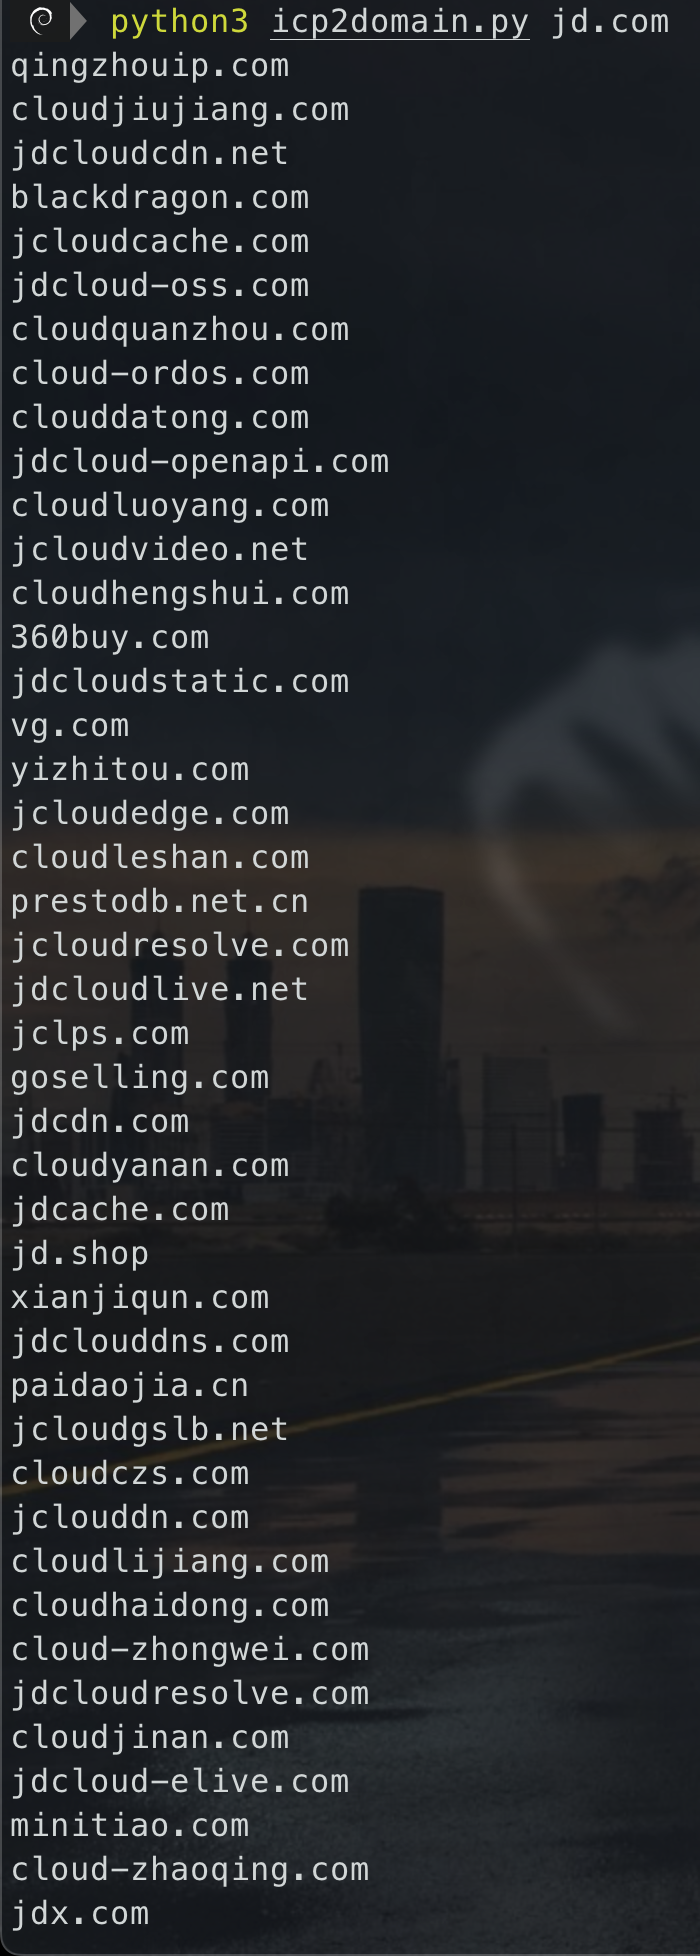 python3 icp2domain.py jd.com
qingzhouip.com
cloudjiujiang.com
jdcloudcdn.net
blackdragon.com
jcloudcache.com
jdcloud-oss.com
cloudquanzhou.com
cloud-ordos.com
clouddatong.com
jdcloud-openapi.com
cloudluoyang.com
jcloudvideo.net
cloudhengshui.com
360buy.com
jdcloudstatic.com
vg.com
yizhitou.com
jcloudedge.com
cloudleshan.com
prestodb.net.cn
jcloudresolve.com
jdcloudlive.net
jclps.com
goselling.com
jdcdn.com
cloudyanan.com
jdcache.com
jd.shop
xianjiqun.com
jdclouddns.com
paidaojia.cn
jcloudgslb.net
cloudczs.com
jclouddn.com
cloudlijiang.com
cloudhaidong.com
cloud-zhongwei.com
jdcloudresolve.com
cloudjinan.com
jdcloud-elive.com
minitiao.com
cloud-zhaoqing.com
jdx.com